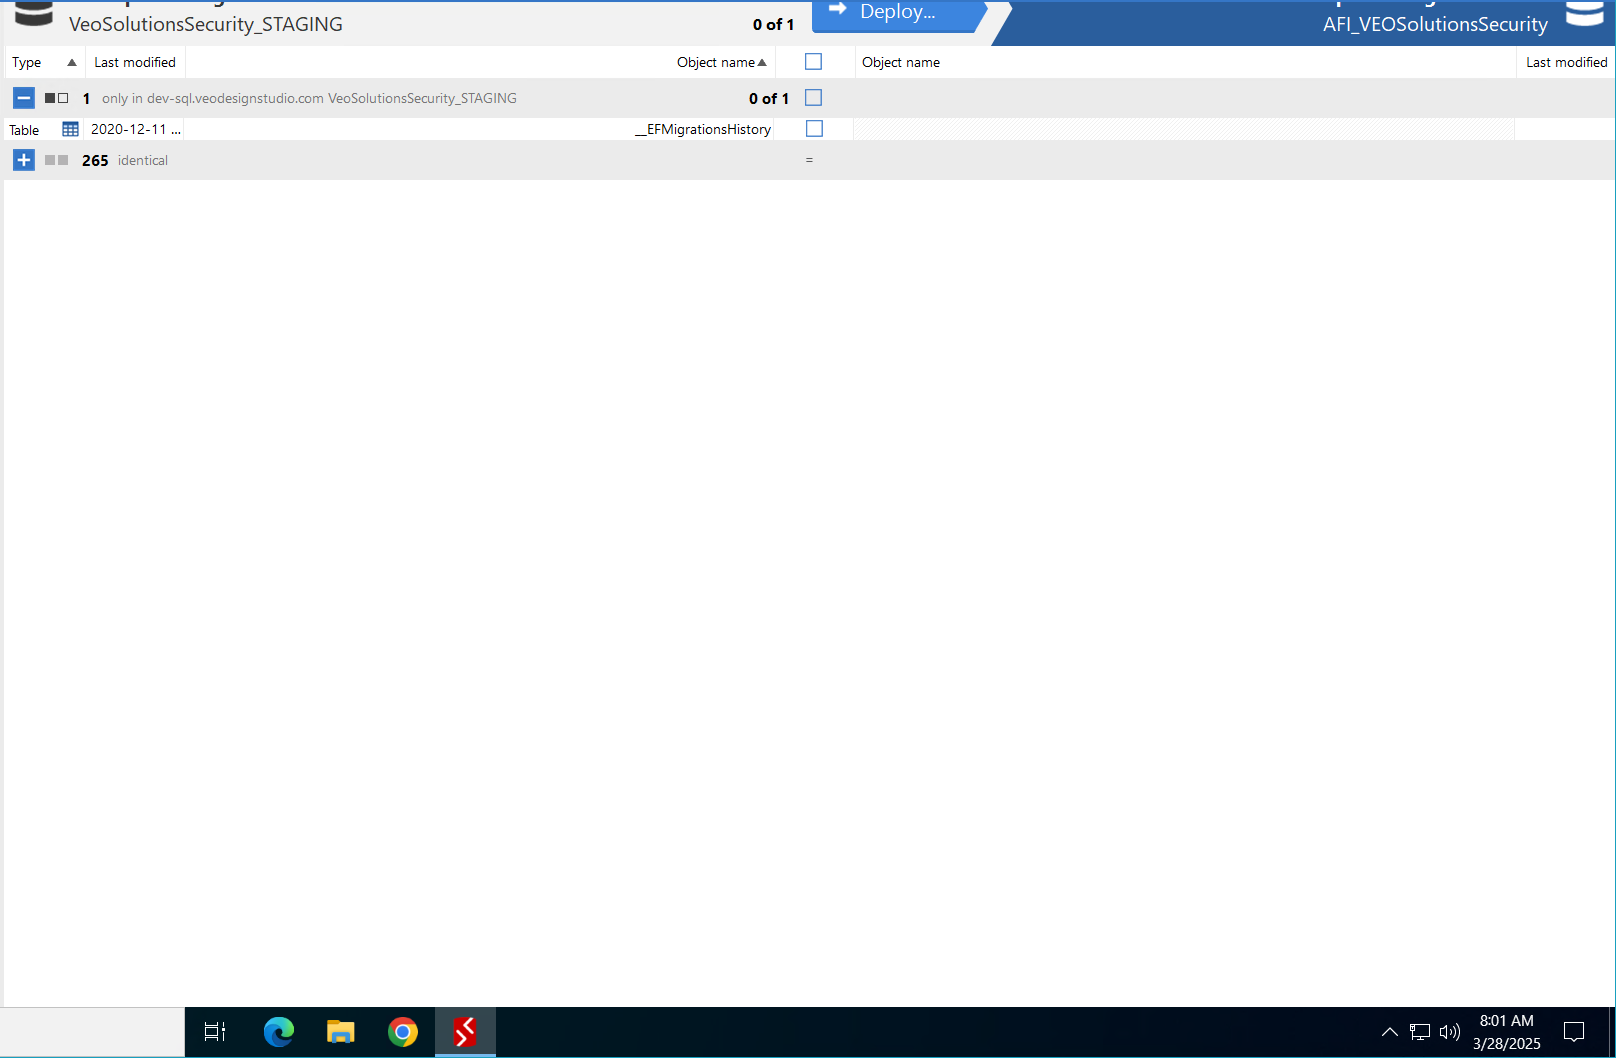 VeoSolutionsSecurity_STAGING
0 of 1
Deploy...
AFI_VEOSolutionsSecurity
Type
Last modified
Object name
Object name
Last modified
1 only in dev-sql.veodesignstudio.com VeoSolutionsSecurity_STAGING
0 of 1
Table
2020-12-11 ...
__EFMigrationsHistory
265 identical
=
8:01 AM
3/28/2025